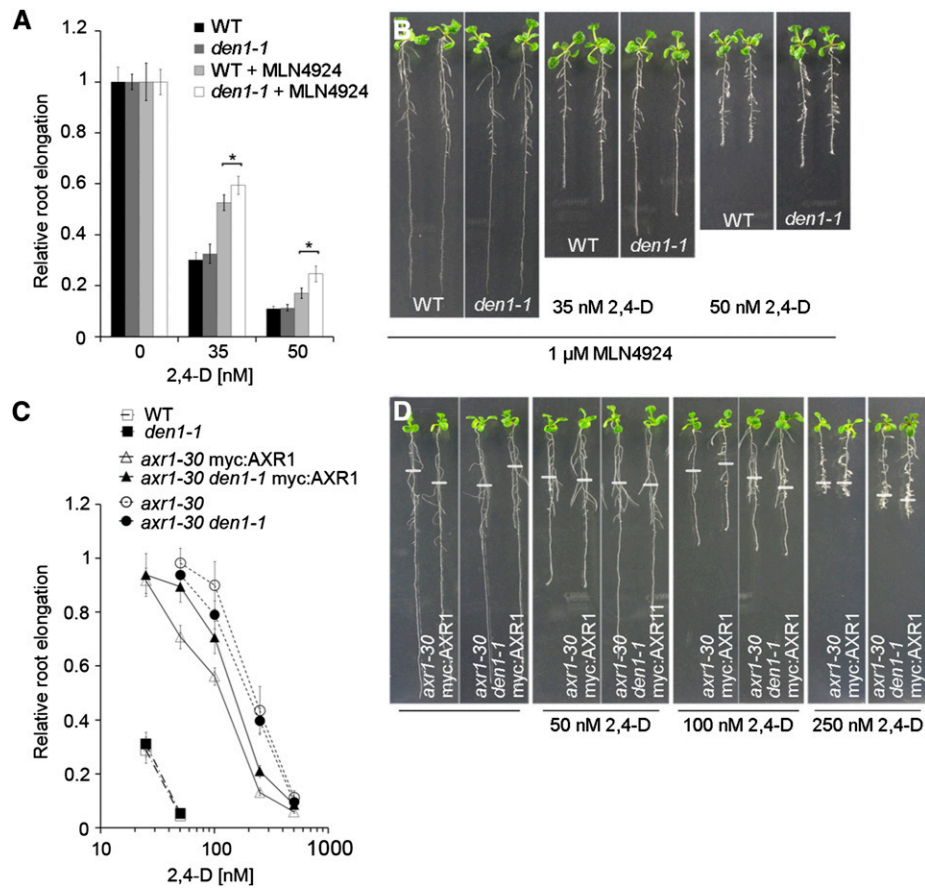 A
1.2
1
0.8
0.6
0.4
0.2
0
Relative root elongation
WT
den1-1
WT + MLN4924
den1-1 + MLN4924
*
*
0
35
50
2,4-D [nM]
B
WT
den1-1
WT
den1-1
WT
den1-1
35 nM 2,4-D
50 nM 2,4-D
1 µM MLN4924
C
WT
den1-1
axr1-30 myc:AXR1
axr1-30 den1-1 myc:AXR1
axr1-30
axr1-30 den1-1
1
0.8
0.6
0.4
0.2
0
Relative root elongation
10
100
1000
2,4-D [nM]
D
axr1-30
myc:AXR1
axr1-30
den1-1
myc:AXR1
axr1-30
myc:AXR1
axr1-30
den1-1
myc:AXR11
axr1-30
myc:AXR1
axr1-30
den1-1
myc:AXR1
axr1-30
myc:AXR1
axr1-30
den1-1
myc:AXR1
50 nM 2,4-D
100 nM 2,4-D
250 nM 2,4-D